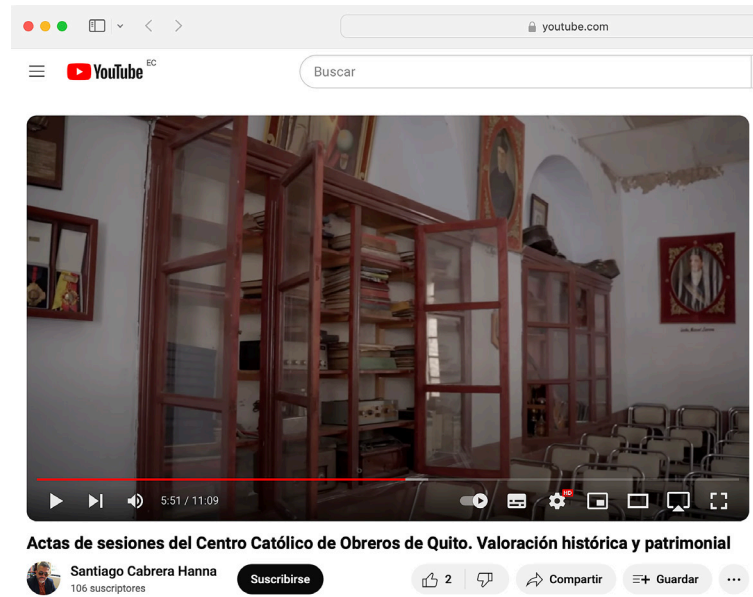 youtube.com
YouTube EC
Buscar
5:51 / 11:09
HD
Actas de sesiones del Centro Católico de Obreros de Quito. Valoración histórica y patrimonial
Santiago Cabrera Hanna
106 suscriptores
Suscribirse
2
Compartir
Guardar